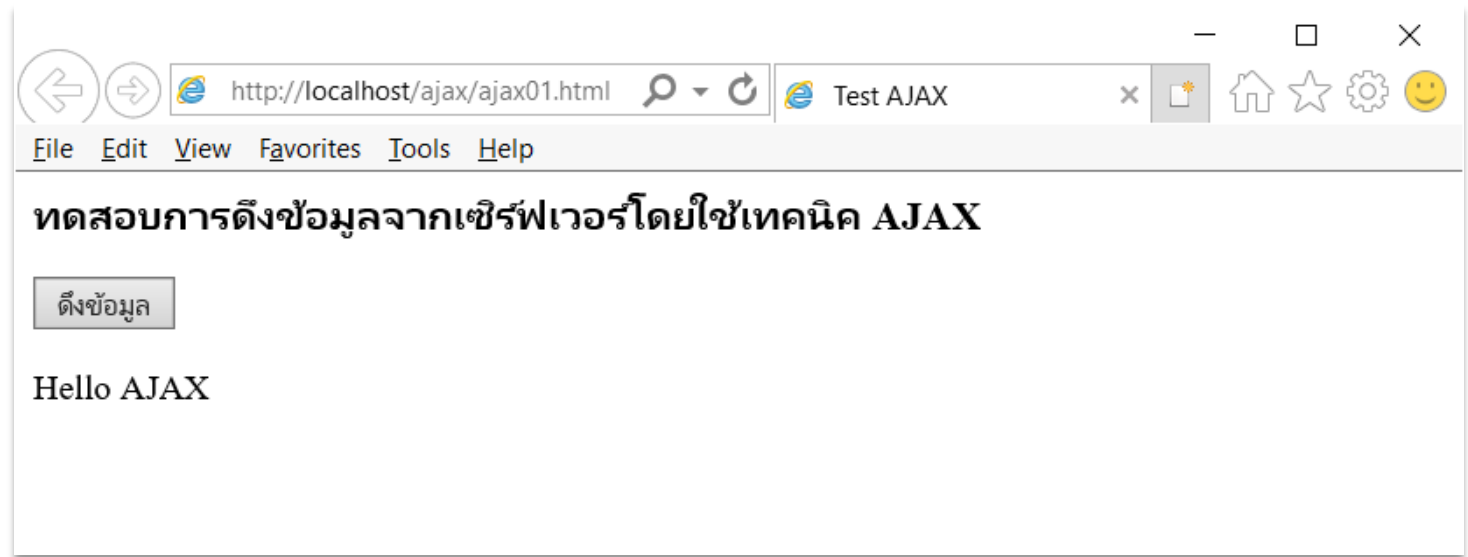 http://localhost/ajax/ajax01.html
Test AJAX
File Edit View Favorites Tools Help
ทดสอบการดึงข้อมูลจากเซิร์ฟเวอร์โดยใช้เทคนิค AJAX
ดึงข้อมูล
Hello AJAX